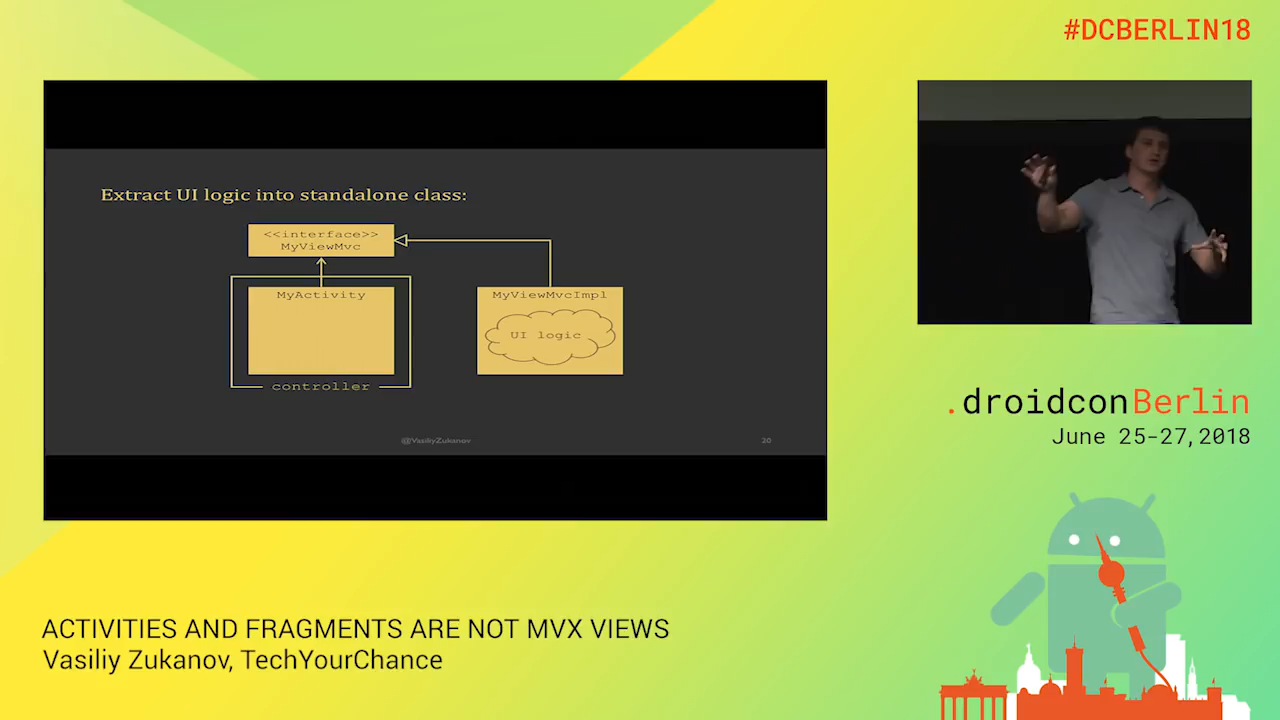 #DCBERLIN18
Extract UI logic into standalone class:
<<interface>>
MyViewMvc
MyActivity
MyViewMvcImpl
UI logic
controller
@VasiliyZukanov
20
.droidconBerlin
June 25-27,2018
ACTIVITIES AND FRAGMENTS ARE NOT MVX VIEWS
Vasiliy Zukanov, TechYourChance